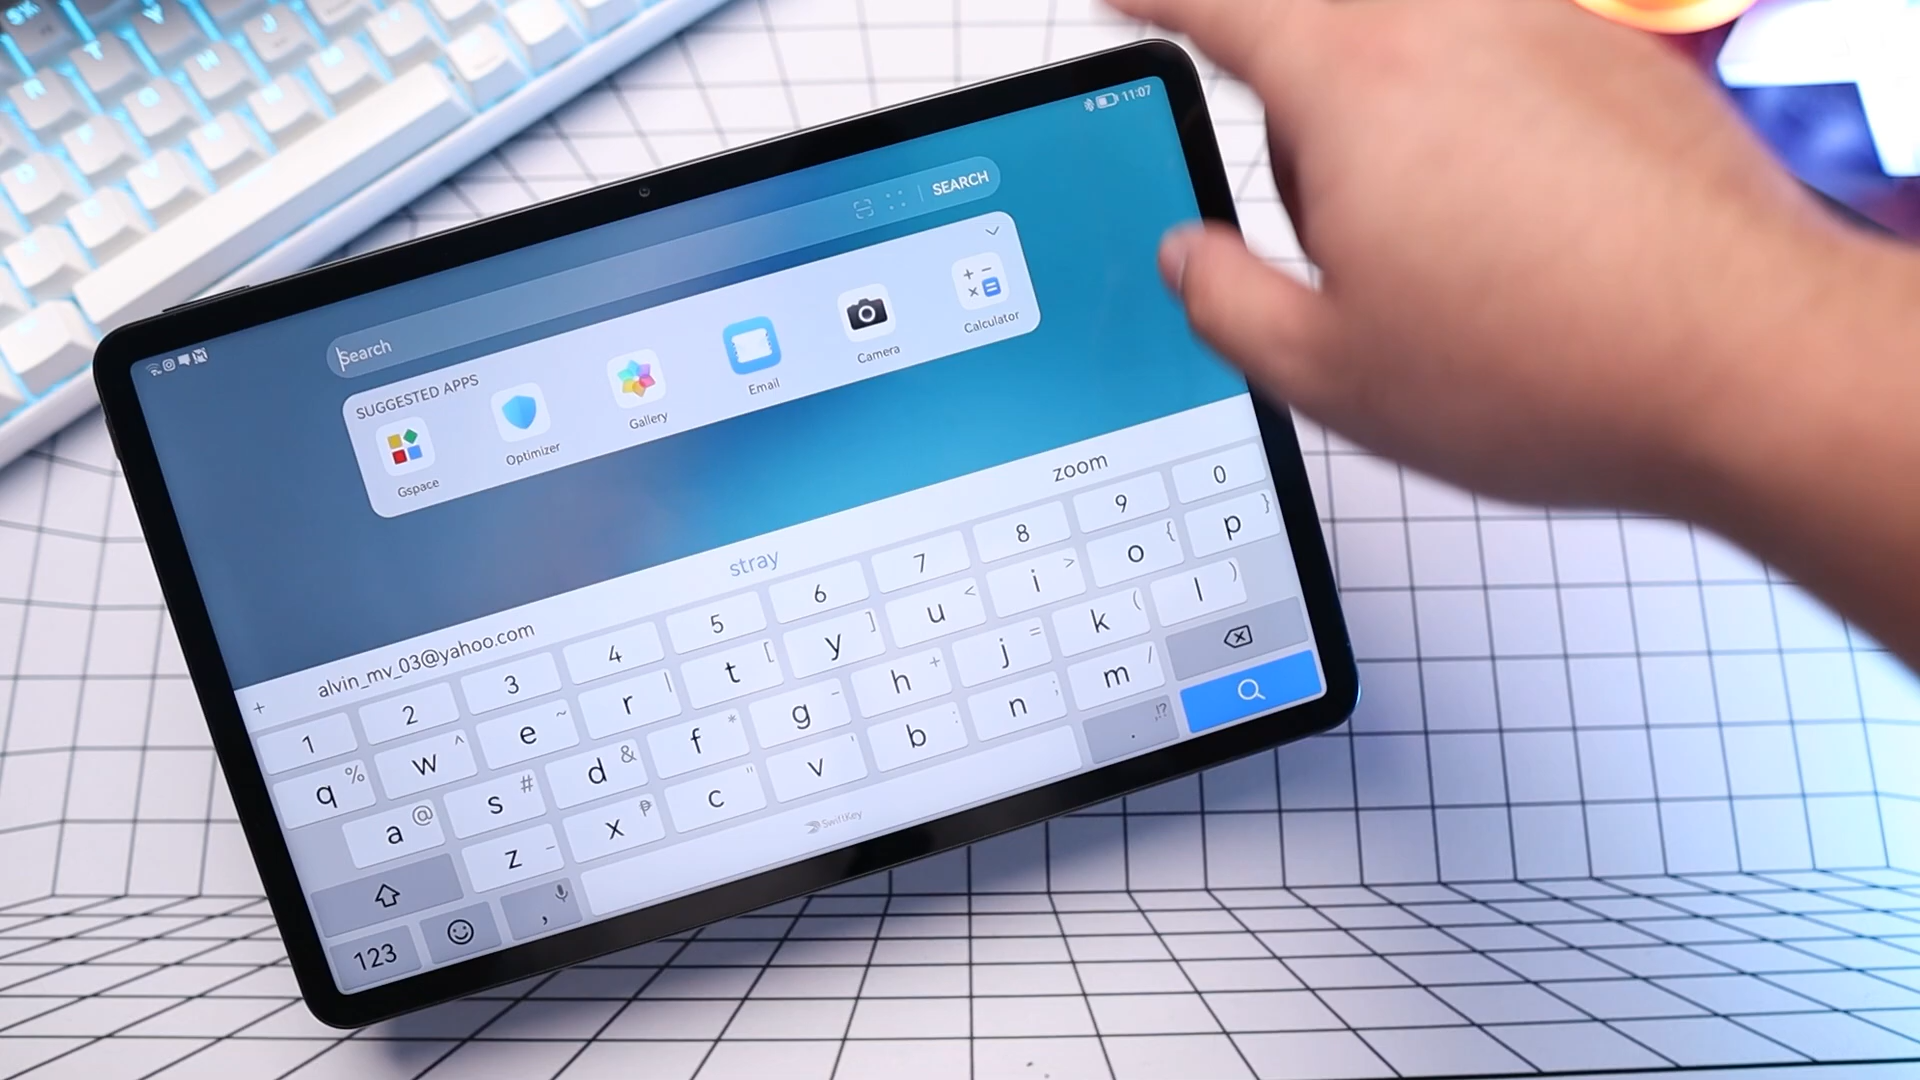 11:07
Search
SEARCH
SUGGESTED APPS
Gspace
Optimizer
Gallery
Email
Camera
Calculator
+ alvin_mv_03@yahoo.com stray zoom
1 2 3 4 5 6 7 8 9 0
q % w ^ e ~ r | t [ y ] u < i > o { p }
a @ s # d & f * g - h + j = k ( l )
z - x ₱ c " v ' b : n ; m /
123 , SwiftKey . ,!?